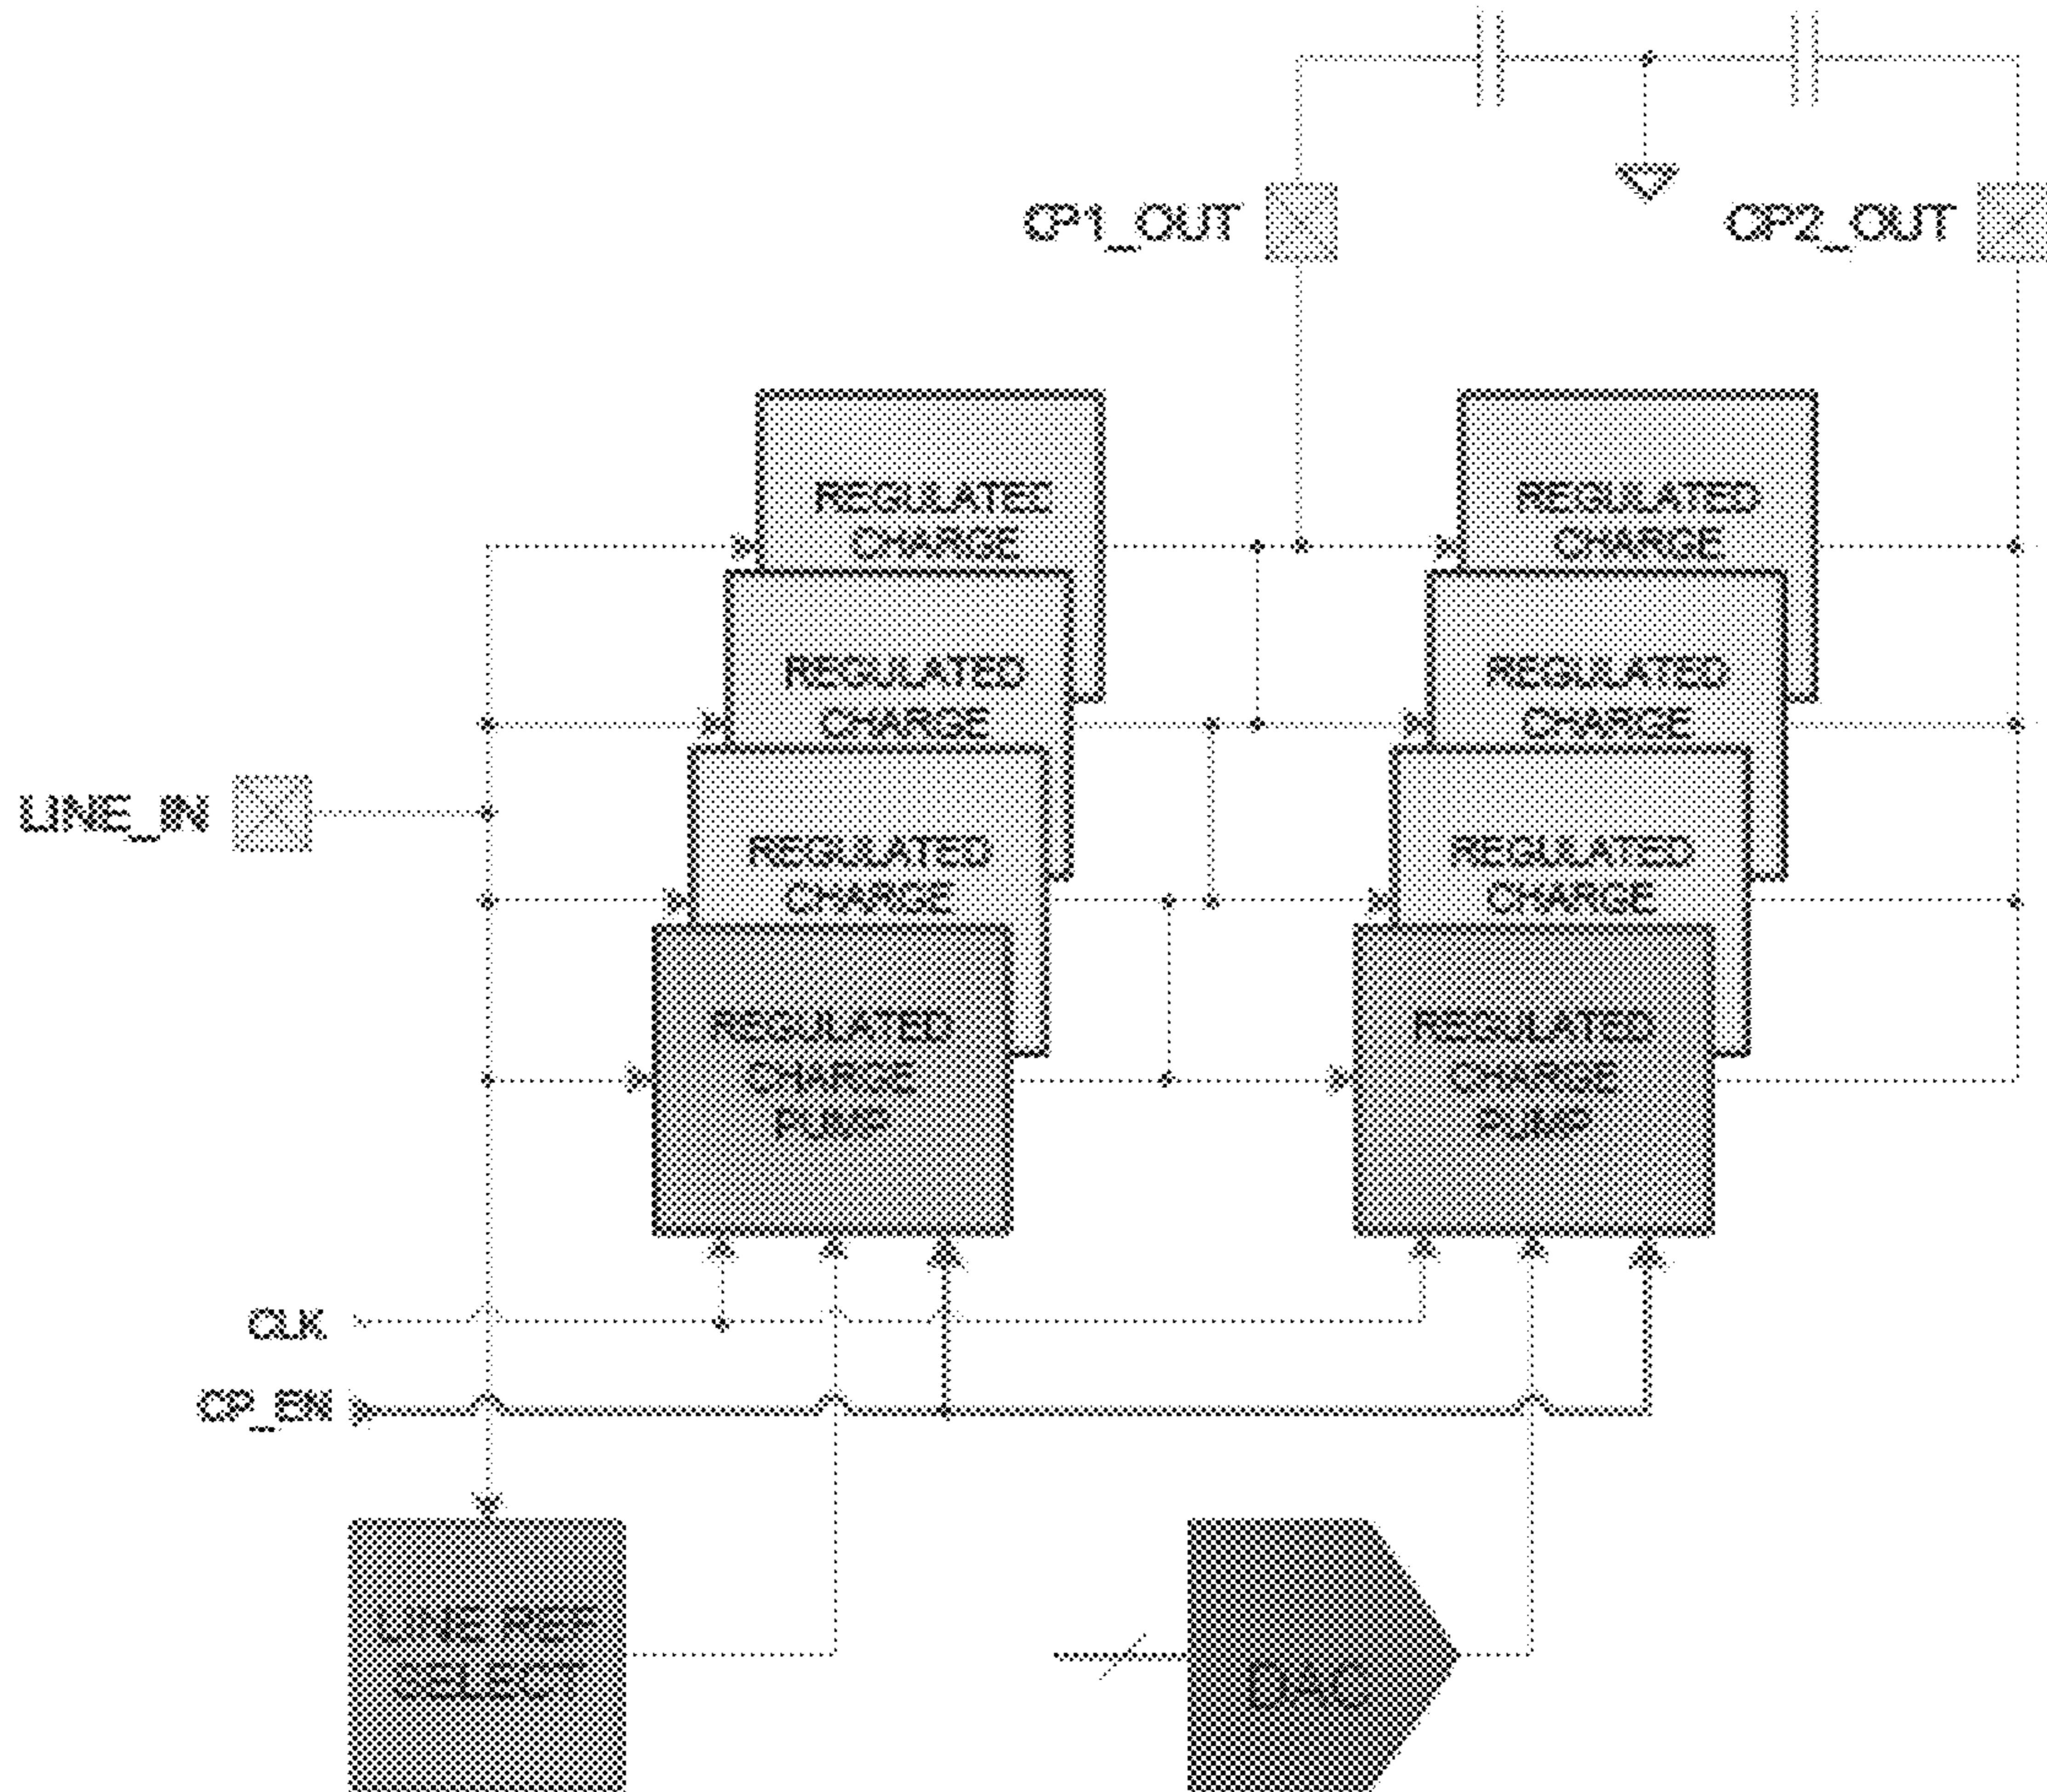 CP1_OUT
CP2_OUT
REGULATED
CHARGE
REGULATED
CHARGE
REGULATED
CHARGE
REGULATED
CHARGE
PUMP
REGULATED
CHARGE
REGULATED
CHARGE
REGULATED
CHARGE
REGULATED
CHARGE
PUMP
LINE_IN
CLK
CP_EN
LINE REF
SELECT
DAC